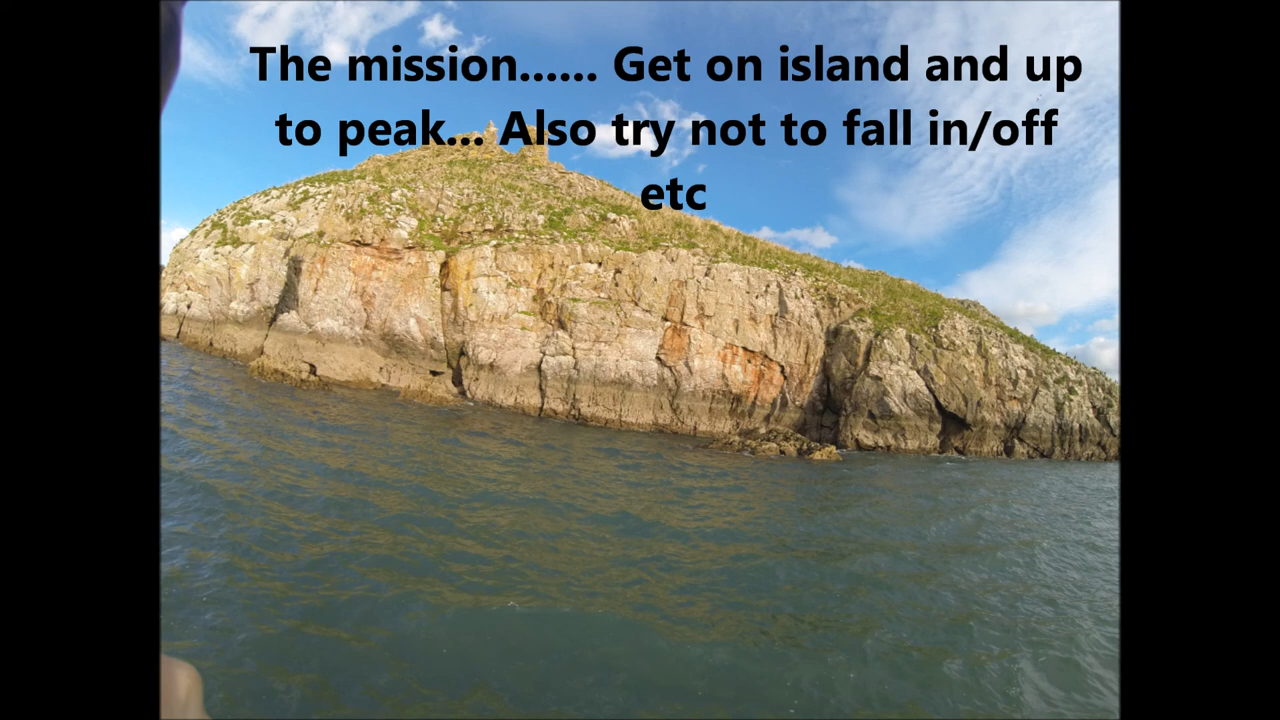 The mission...... Get on island and up
to peak... Also try not to fall in/off
etc